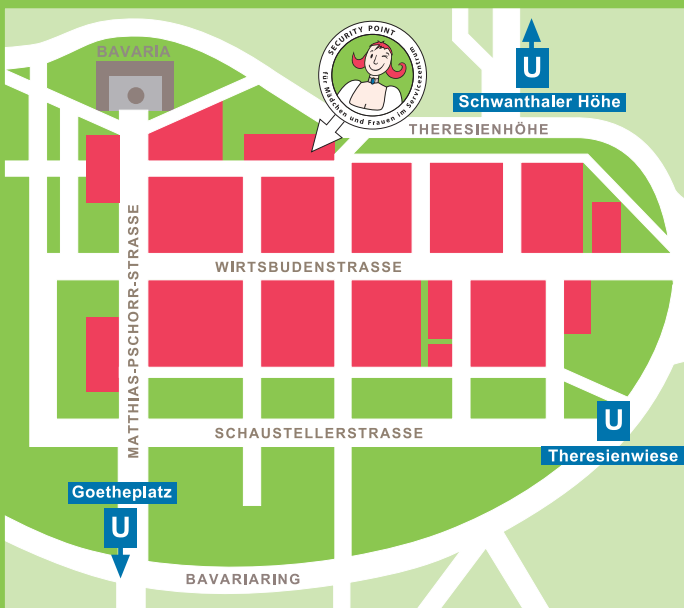 BAVARIA
SECURITY POINT
für Mädchen und Frauen im Servicezentrum
U
Schwanthaler Höhe
THERESIENHÖHE
MATTHIAS-PSCHORR-STRASSE
WIRTSBUDENSTRASSE
SCHAUSTELLERSTRASSE
U
Theresienwiese
Goetheplatz
U
BAVARIARING